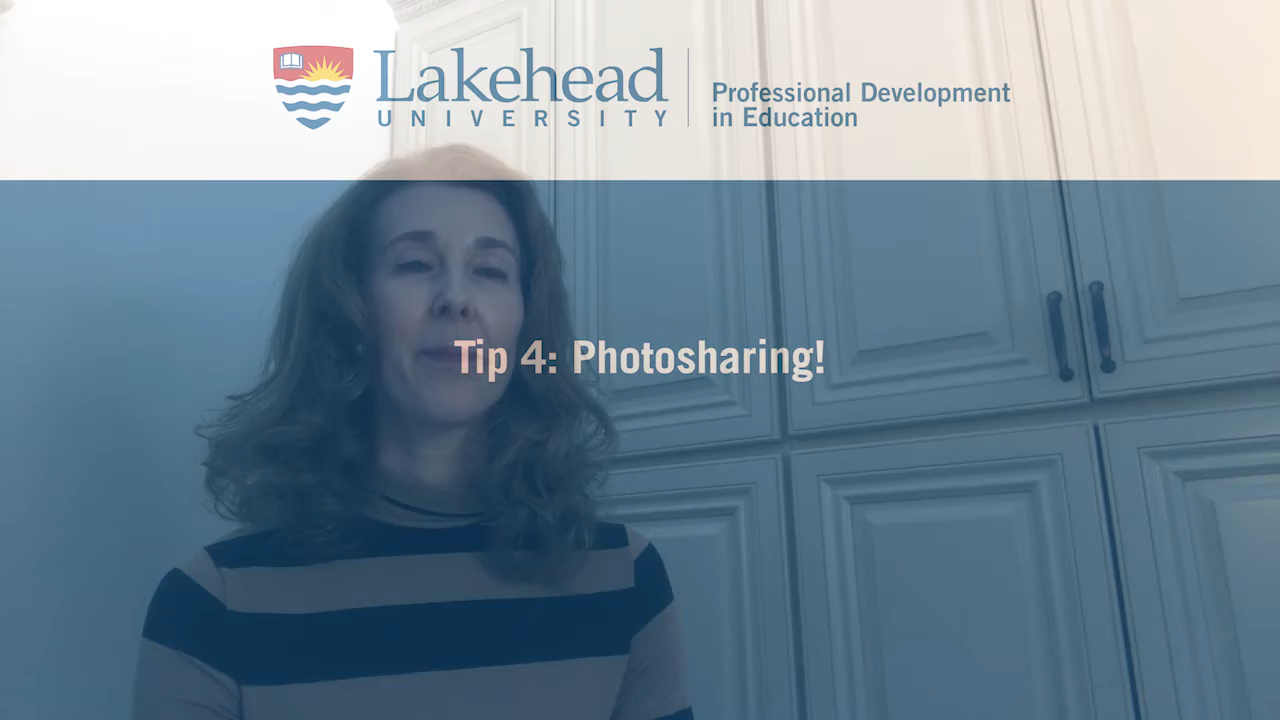 Lakehead
UNIVERSITY
Professional Development
in Education
Tip 4: Photosharing!